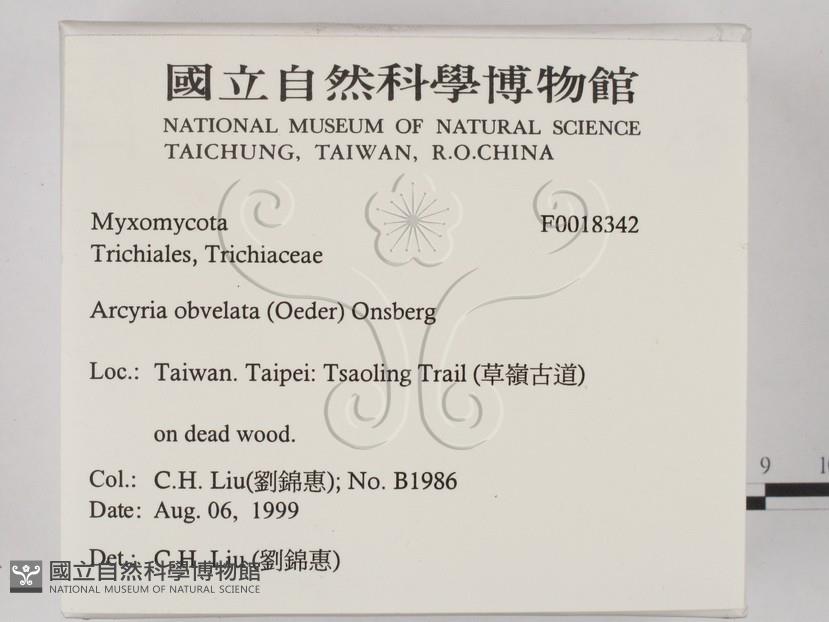 國立自然科學博物館
NATIONAL MUSEUM OF NATURAL SCIENCE
TAICHUNG, TAIWAN, R.O.CHINA
Myxomycota F0018342
Trichiales, Trichiaceae
Arcyria obvelata (Oeder) Onsberg
Loc.: Taiwan. Taipei: Tsaoling Trail (草嶺古道)
on dead wood.
Col.: C.H. Liu(劉錦惠); No. B1986
Date: Aug. 06, 1999
Det.: C.H. Liu (劉錦惠)
國立自然科學博物館
NATIONAL MUSEUM OF NATURAL SCIENCE
9